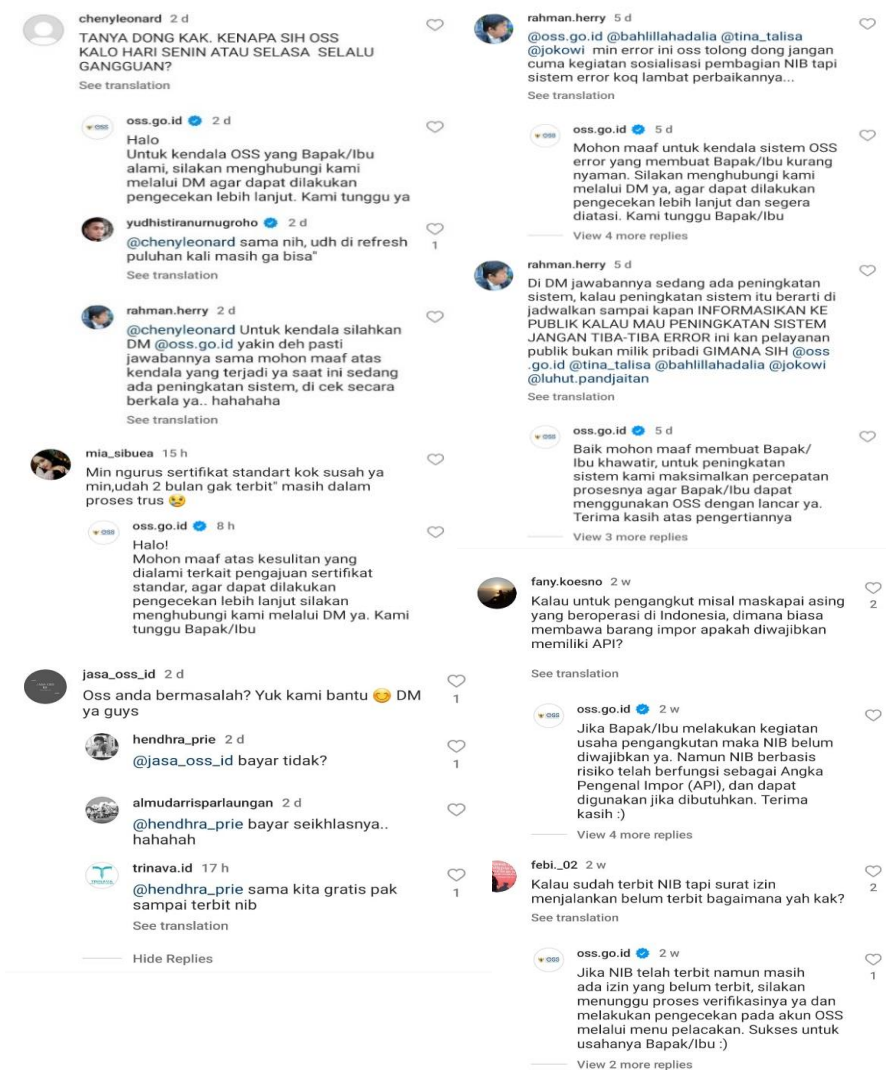 chenyleonard 2 d
TANYA DONG KAK. KENAPA SIH OSS
KALO HARI SENIN ATAU SELASA SELALU
GANGGUAN?
See translation
oss.go.id 2 d
Halo
Untuk kendala OSS yang Bapak/Ibu
alami, silakan menghubungi kami
melalui DM agar dapat dilakukan
pengecekan lebih lanjut. Kami tunggu ya
yudhistiranurnugroho 2 d
@chenyleonard sama nih, udh di refresh
puluhan kali masih ga bisa"
1
See translation
rahman.herry 2 d
@chenyleonard Untuk kendala silahkan
DM @oss.go.id yakin deh pasti
jawabannya sama mohon maaf atas
kendala yang terjadi ya saat ini sedang
ada peningkatan sistem, di cek secara
berkala ya.. hahahaha
See translation
mia_sibuea 15 h
Min ngurus sertifikat standart kok susah ya
min,udah 2 bulan gak terbit" masih dalam
proses trus 😢
oss.go.id 8 h
Halo!
Mohon maaf atas kesulitan yang
dialami terkait pengajuan sertifikat
standar, agar dapat dilakukan
pengecekan lebih lanjut silakan
menghubungi kami melalui DM ya. Kami
tunggu Bapak/Ibu
jasa_oss_id 2 d
Oss anda bermasalah? Yuk kami bantu 😊 DM
ya guys
1
hendhra_prie 2 d
@jasa_oss_id bayar tidak?
1
almudarrisparlaungan 2 d
@hendhra_prie bayar seikhlasnya..
hahahah
trinava.id 17 h
@hendhra_prie sama kita gratis pak
sampai terbit nib
1
See translation
Hide Replies
rahman.herry 5 d
@oss.go.id @bahlillahadalia @tina_talisa
@jokowi min error ini oss tolong dong jangan
cuma kegiatan sosialisasi pembagian NIB tapi
sistem error koq lambat perbaikannya...
See translation
oss.go.id 5 d
Mohon maaf untuk kendala sistem OSS
error yang membuat Bapak/Ibu kurang
nyaman. Silakan menghubungi kami
melalui DM ya, agar dapat dilakukan
pengecekan lebih lanjut dan segera
diatasi. Kami tunggu Bapak/Ibu
View 4 more replies
rahman.herry 5 d
Di DM jawabannya sedang ada peningkatan
sistem, kalau peningkatan sistem itu berarti di
jadwalkan sampai kapan INFORMASIKAN KE
PUBLIK KALAU MAU PENINGKATAN SISTEM
JANGAN TIBA-TIBA ERROR ini kan pelayanan
publik bukan milik pribadi GIMANA SIH @oss
.go.id @tina_talisa @bahlillahadalia @jokowi
@luhut.pandjaitan
See translation
oss.go.id 5 d
Baik mohon maaf membuat Bapak/
Ibu khawatir, untuk peningkatan
sistem kami maksimalkan percepatan
prosesnya agar Bapak/Ibu dapat
menggunakan OSS dengan lancar ya.
Terima kasih atas pengertiannya
View 3 more replies
fany.koesno 2 w
Kalau untuk pengangkut misal maskapai asing
yang beroperasi di Indonesia, dimana biasa
membawa barang impor apakah diwajibkan
memiliki API?
2
See translation
oss.go.id 2 w
Jika Bapak/Ibu melakukan kegiatan
usaha pengangkutan maka NIB belum
diwajibkan ya. Namun NIB berbasis
risiko telah berfungsi sebagai Angka
Pengenal Impor (API), dan dapat
digunakan jika dibutuhkan. Terima
kasih :)
View 4 more replies
febi._02 2 w
Kalau sudah terbit NIB tapi surat izin
menjalankan belum terbit bagaimana yah kak?
2
See translation
oss.go.id 2 w
Jika NIB telah terbit namun masih
ada izin yang belum terbit, silakan
menunggu proses verifikasinya ya dan
melakukan pengecekan pada akun OSS
melalui menu pelacakan. Sukses untuk
usahanya Bapak/Ibu :)
1
View 2 more replies